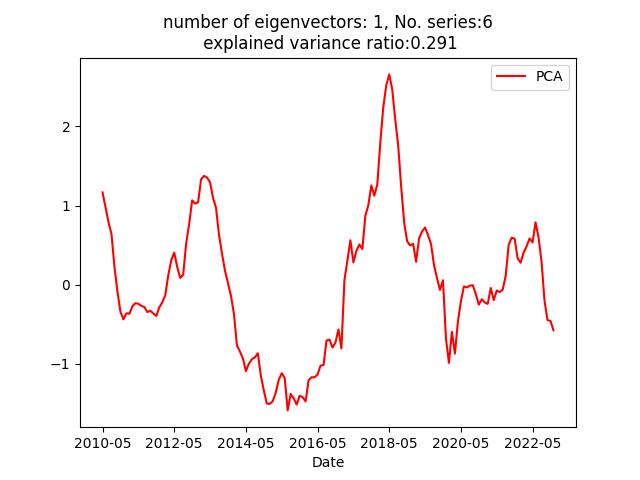 number of eigenvectors: 1, No. series:6
explained variance ratio:0.291
PCA
2
1
0
−1
2010-05 2012-05 2014-05 2016-05 2018-05 2020-05 2022-05
Date